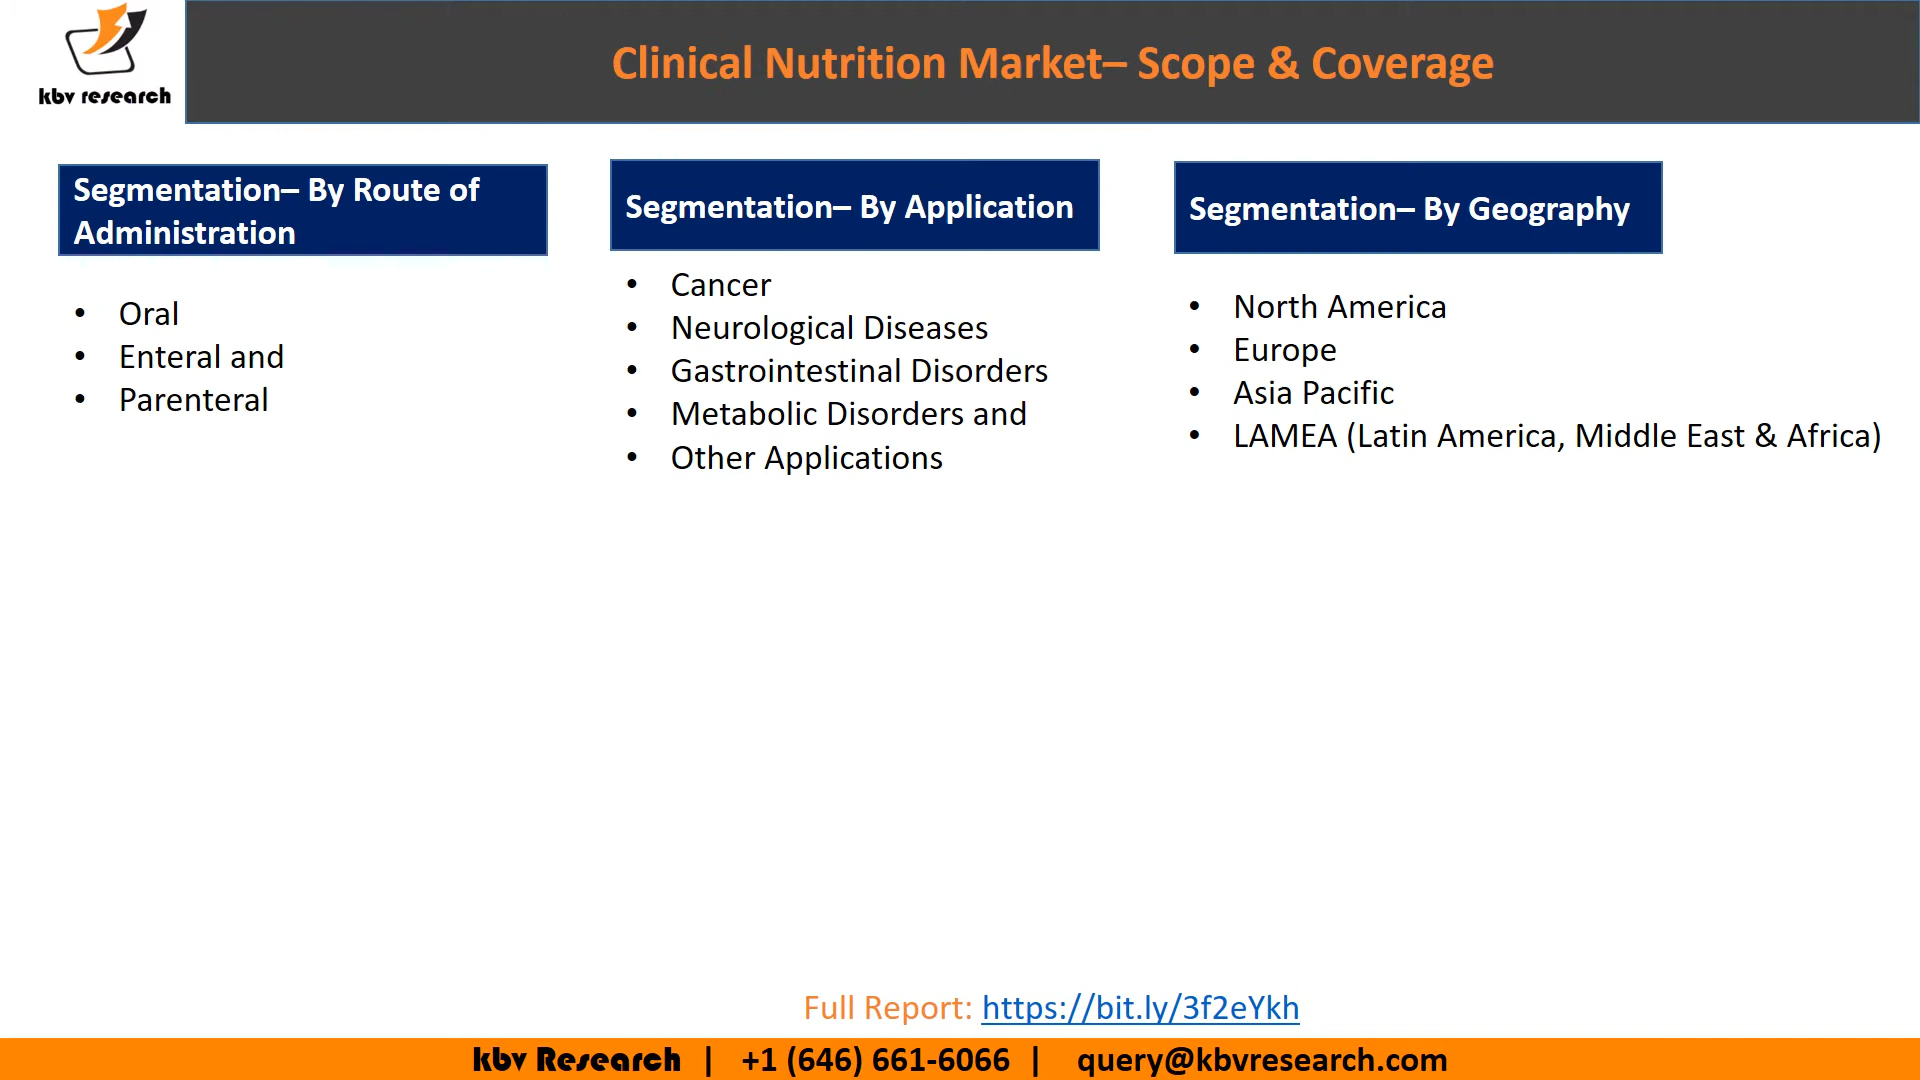 kbv research
Clinical Nutrition Market– Scope & Coverage
Segmentation– By Route of
Administration
• Oral
• Enteral and
• Parenteral
Segmentation– By Application
• Cancer
• Neurological Diseases
• Gastrointestinal Disorders
• Metabolic Disorders and
• Other Applications
Segmentation– By Geography
• North America
• Europe
• Asia Pacific
• LAMEA (Latin America, Middle East & Africa)
Full Report: https://bit.ly/3f2eYkh
kbv Research | +1 (646) 661-6066 | query@kbvresearch.com